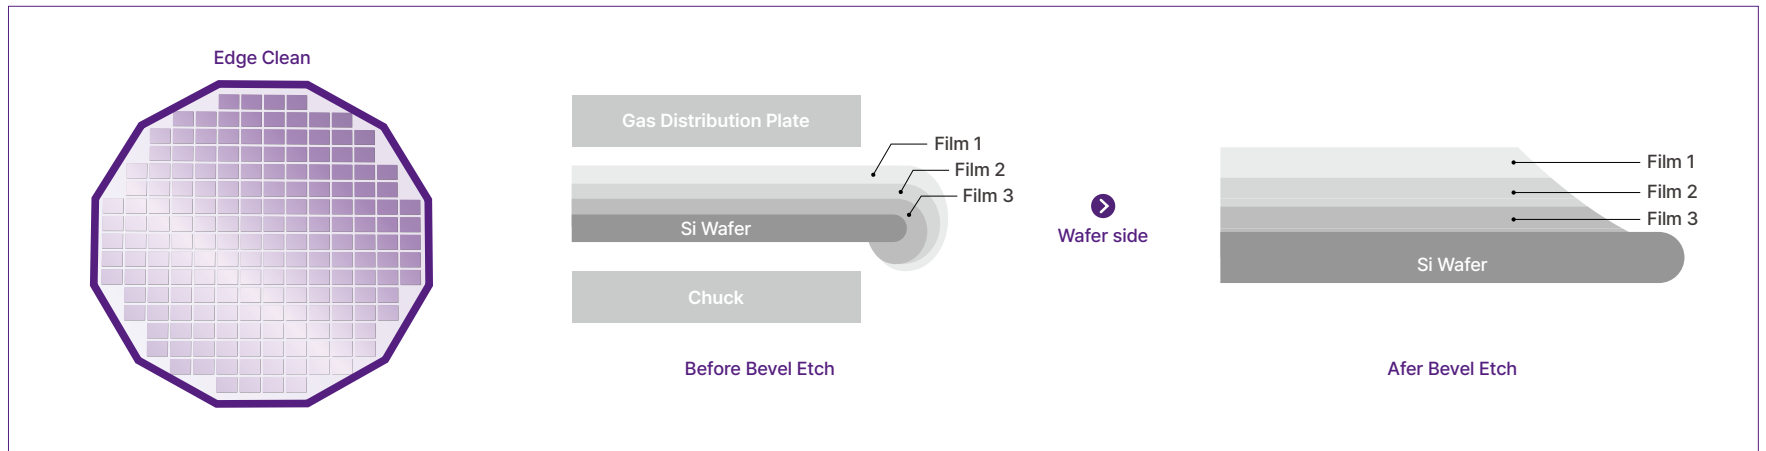 Edge Clean
Gas Distribution Plate
Film 1
Film 2
Film 3
Si Wafer
Chuck
Before Bevel Etch
Wafer side
Film 1
Film 2
Film 3
Si Wafer
Afer Bevel Etch